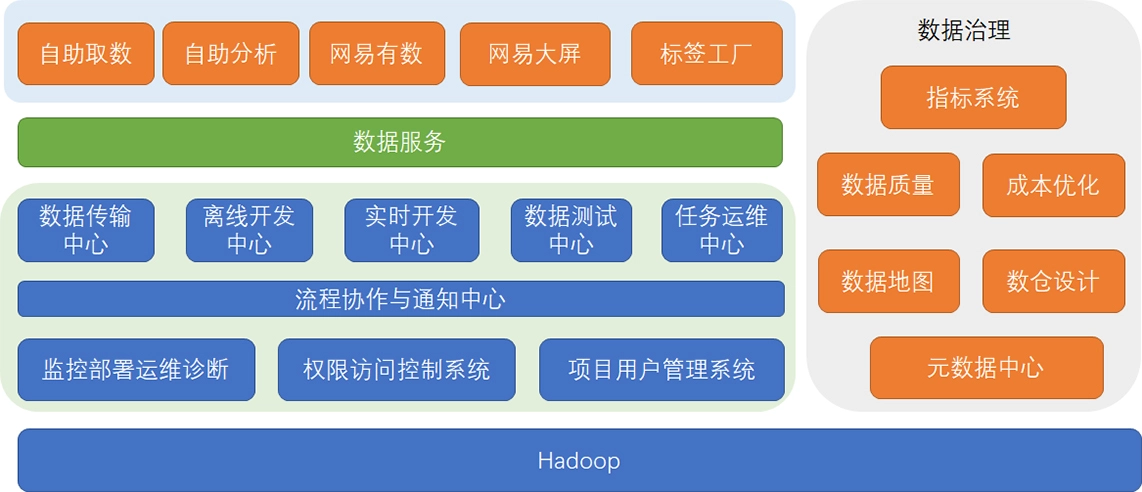 自助取数
自助分析
网易有数
网易大屏
标签工厂
数据服务
数据传输
中心
离线开发
中心
实时开发
中心
数据测试
中心
任务运维
中心
流程协作与通知中心
监控部署运维诊断
权限访问控制系统
项目用户管理系统
数据治理
指标系统
数据质量
成本优化
数据地图
数仓设计
元数据中心
Hadoop